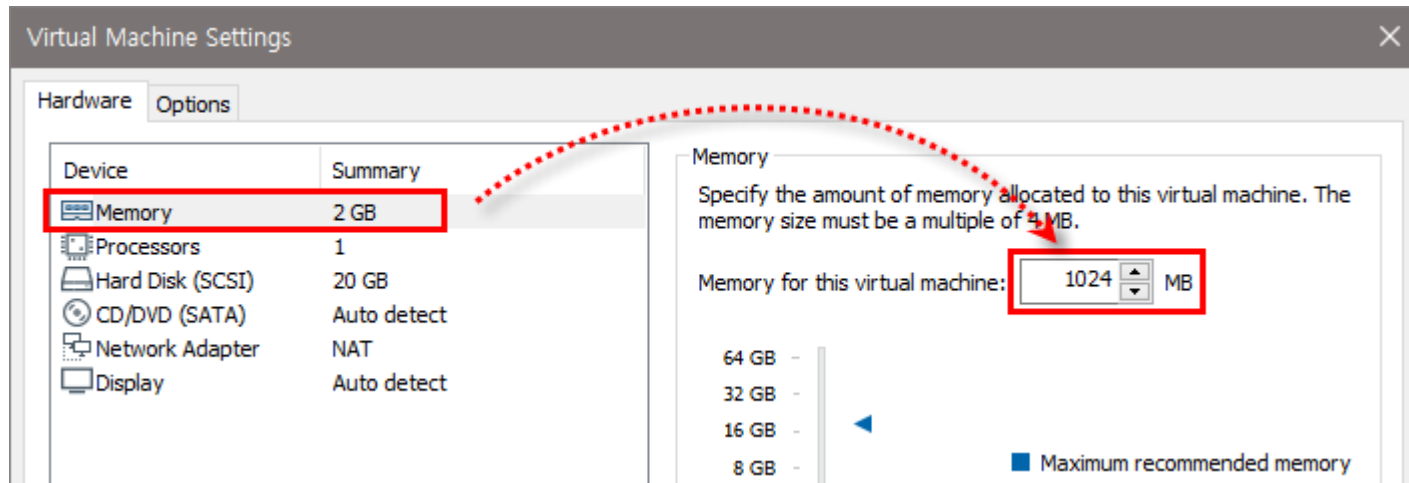 Virtual Machine Settings
Hardware Options
Device Summary
Memory 2 GB
Processors 1
Hard Disk (SCSI) 20 GB
CD/DVD (SATA) Auto detect
Network Adapter NAT
Display Auto detect
Memory
Specify the amount of memory allocated to this virtual machine. The
memory size must be a multiple of 4 MB.
Memory for this virtual machine: 1024 MB
64 GB
32 GB
16 GB
8 GB
Maximum recommended memory